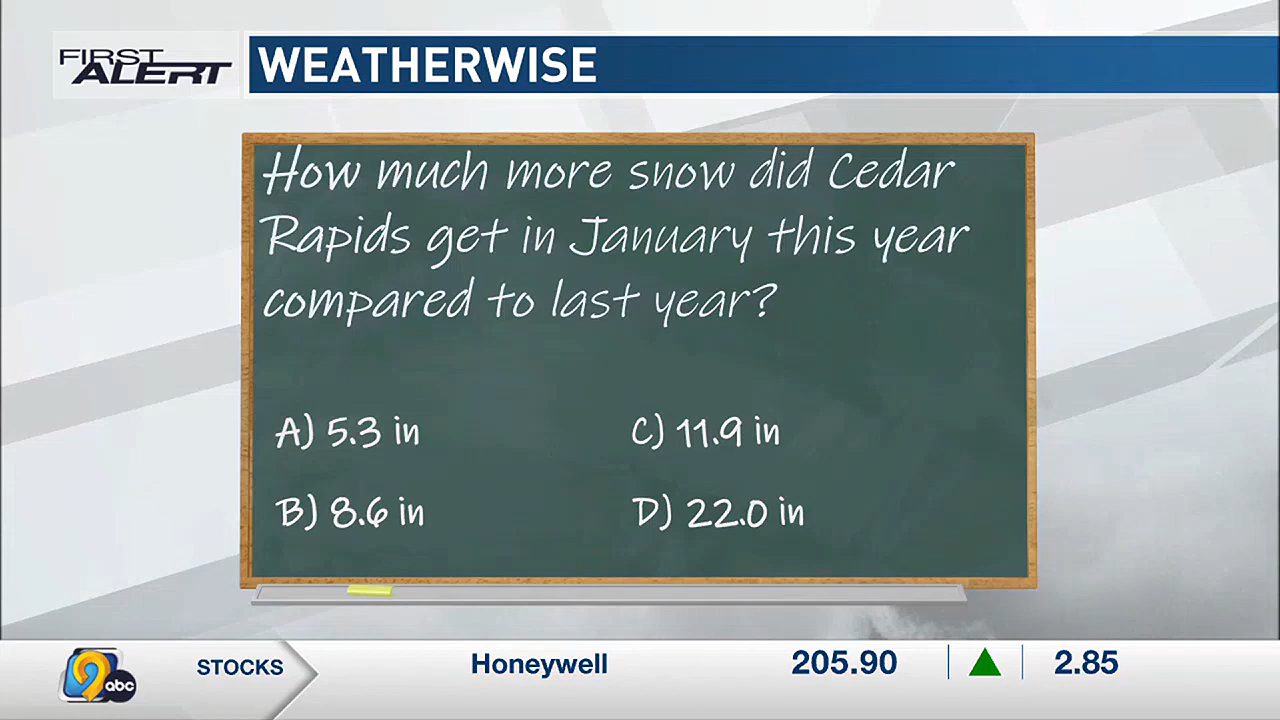 FIRST
ALERT
WEATHERWISE
How much more snow did Cedar
Rapids get in January this year
compared to last year?
A) 5.3 in
C) 11.9 in
B) 8.6 in
D) 22.0 in
9 abc
STOCKS
Honeywell 205.90 2.85